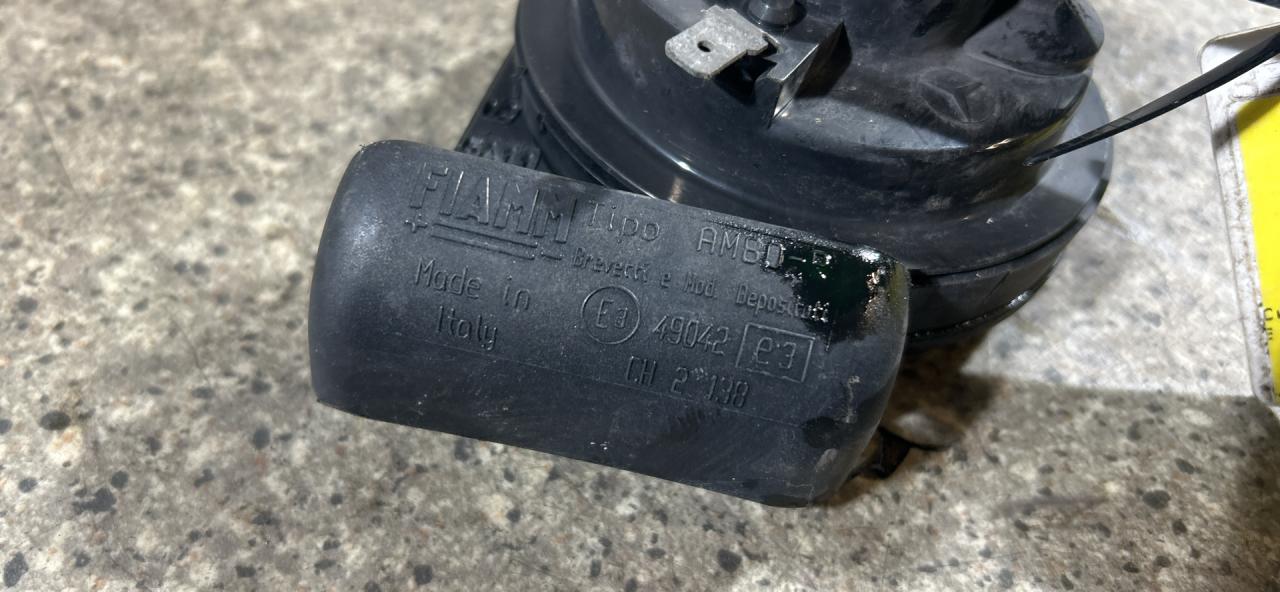 FIAMM Tipo AM80-R
+ -
Brevetti e Mod. Depositati
Made in
Italy
E3 49042 e3
CH 2 138